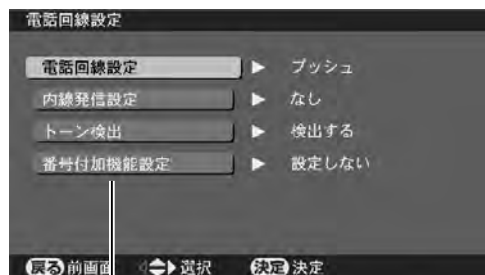 電話回線設定
電話回線設定 ▶ プッシュ
内線発信設定 ▶ なし
トーン検出 ▶ 検出する
番号付加機能設定 ▶ 設定しない
戻る 前画面 選択 決定 決定